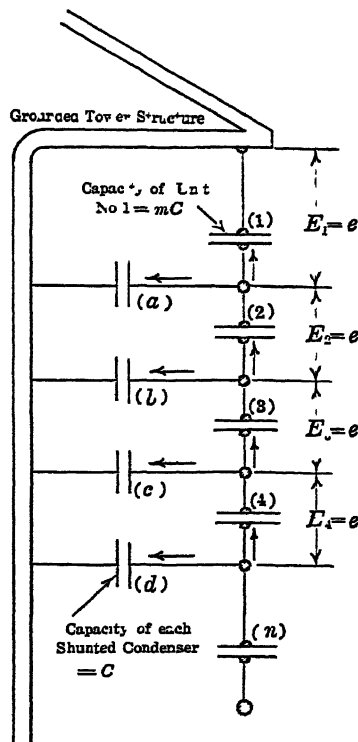 Grounded Tower Structure
Capacity of Unit
No 1 = mC
(1)
E₁ = e
(a)
(2)
E₂ = e
(b)
(3)
= e
(c)
(4)
E₄ = e
(d)
Capacity of each
Shunted Condenser
= C
(n)